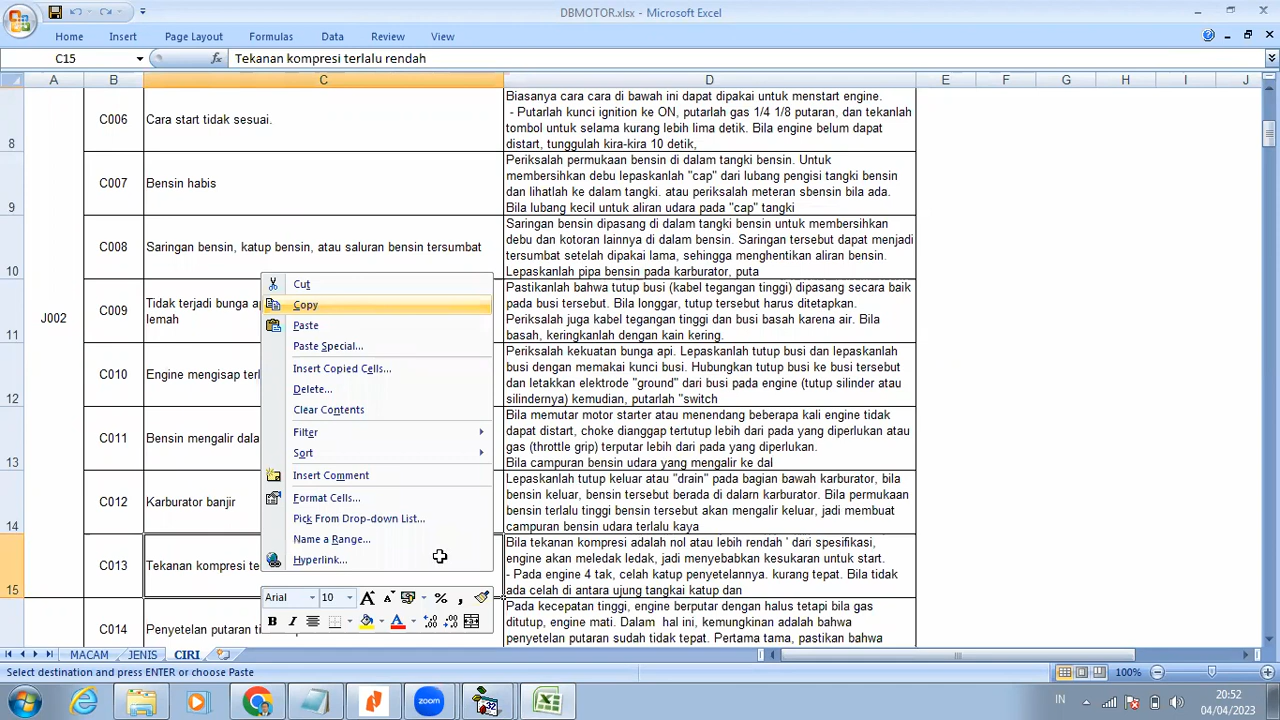 DBMOTOR.xlsx - Microsoft Excel
Home Insert Page Layout Formulas Data Review View
C15 fx Tekanan kompresi terlalu rendah
A B C D E F G H I J
Biasanya cara cara di bawah ini dapat dipakai untuk menstart engine.
- Putarlah kunci ignition ke ON, putarlah gas 1/4 1/8 putaran, dan tekanlah
8 C006 Cara start tidak sesuai.
tombol untuk selama kurang lebih lima detik. Bila engine belum dapat
distart, tunggulah kira-kira 10 detik,
Periksalah permukaan bensin di dalam tangki bensin. Untuk
membersihkan debu lepaskanlah "cap" dari lubang pengisi tangki bensin
9 C007 Bensin habis
dan lihatlah ke dalam tangki. atau periksalah meteran sbensin bila ada.
Bila lubang kecil untuk aliran udara pada "cap" tangki
Saringan bensin dipasang di dalam tangki bensin untuk membersihkan
debu dan kotoran lainnya di dalam bensin. Saringan tersebut dapat menjadi
10 C008 Saringan bensin, katup bensin, atau saluran bensin tersumbat
tersumbat setelah dipakai lama, sehingga menghentikan aliran bensin.
Lepaskanlah pipa bensin pada karburator, puta
J002
11 C009 Tidak terjadi bunga
lemah
Pastikanlah bahwa tutup busi (kabel tegangan tinggi) dipasang secara baik
pada busi tersebut. Bila longgar, tutup tersebut harus ditetapkan.
Periksalah juga kabel tegangan tinggi dan busi basah karena air. Bila
basah, keringkanlah dengan kain kering.
12 C010 Engine mengisap
Periksalah kekuatan bunga api. Lepaskanlah tutup busi dan lepaskanlah
busi dengan memakai kunci busi. Hubungkan tutup busi ke busi tersebut
dan letakkan elektrode "ground" dari busi pada engine (tutup silinder atau
silindernya) kemudian, putarlah "switch
13 C011 Bensin mengalir
Bila memutar motor starter atau menendang beberapa kali engine tidak
dapat distart, choke dianggap tertutup lebih dari pada yang diperlukan atau
gas (throttle grip) terputar lebih dari pada yang diperlukan.
Bila campuran bensin udara yang mengalir ke dal
14 C012 Karburator banjir
Lepaskanlah tutup keluar atau "drain" pada bagian bawah karburator, bila
bensin keluar, bensin tersebut berada di dalarn karburator. Bila permukaan
bensin terlalu tinggi bensin tersebut akan mengalir keluar, jadi membuat
campuran bensin udara terlalu kaya
15 C013 Tekanan kompresi
Bila tekanan kompresi adalah nol atau lebih rendah ' dari spesifikasi,
engine akan meledak ledak, jadi menyebabkan kesukaran untuk start.
- Pada engine 4 tak, celah katup penyetelannya. kurang tepat. Bila tidak
ada celah di antara ujung tangkai katup dan
C014 Penyetelan putaran
Pada kecepatan tinggi, engine berputar dengan halus tetapi bila gas
ditutup, engine mati. Dalam hal ini, kemungkinan adalah bahwa
penyetelan putaran sudah tidak tepat. Pertama tama, pastikan bahwa
Cut
Copy
Paste
Paste Special...
Insert Copied Cells...
Delete...
Clear Contents
Filter
Sort
Insert Comment
Format Cells...
Pick From Drop-down List...
Name a Range...
Hyperlink...
Arial 10 A A % ,
B I A
MACAM JENIS CIRI
Select destination and press ENTER or choose Paste 100%
zoom 32 IN 20:52
04/04/2023